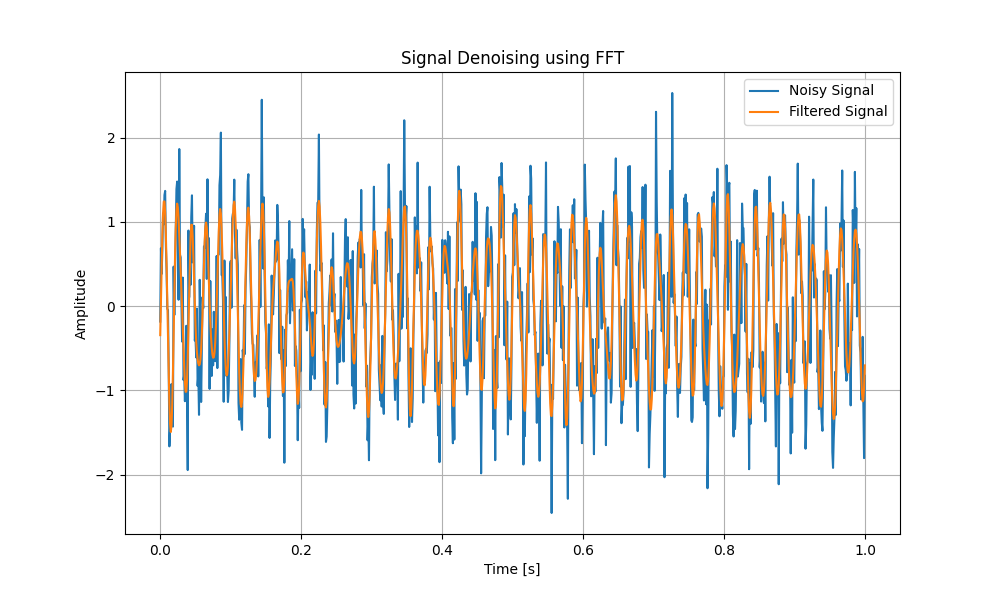 Signal Denoising using FFT
Noisy Signal
Filtered Signal
Amplitude
2
1
0
−1
−2
0.0 0.2 0.4 0.6 0.8 1.0
Time [s]